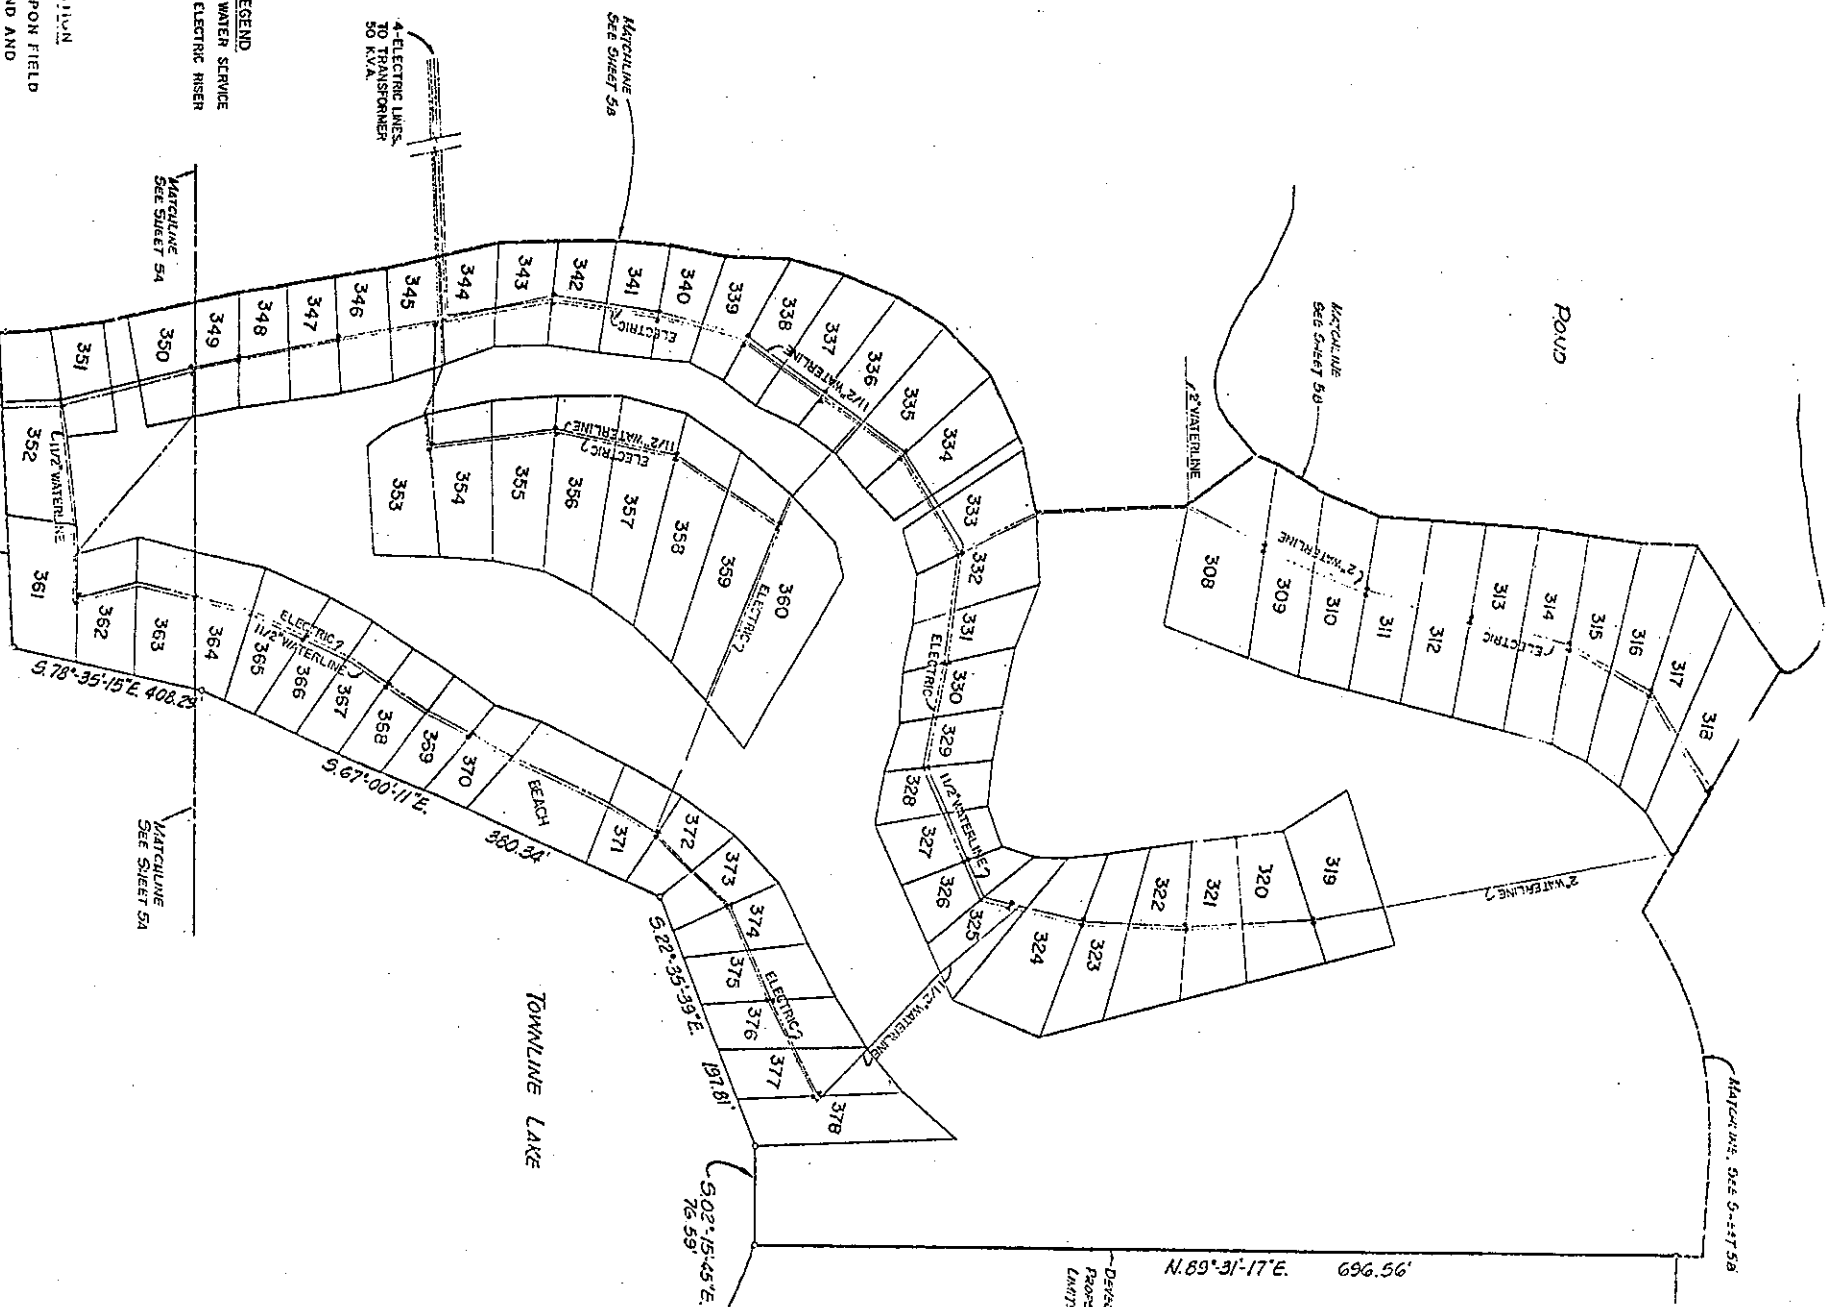 POND
MATCHLINE
SEE SHEET 5B
MATCHLINE
SEE SHEET 5B
2" WATERLINE
4-ELECTRIC LINES
TO TRANSFORMER
50 K.V.A.
WATER SERVICE
ELECTRIC RISER
PON FIELD
ND AND
MATCHLINE
SEE SHEET 5A
308
309
310
311
312
313
314
315
316
317
318
2" WATERLINE
ELECTRIC
319
320
321
322
323
324
325
326
327
328
329
330
331
332
333
334
335
336
337
338
339
340
341
342
343
344
345
346
347
348
349
350
351
352
1 1/2" WATERLINE
ELECTRIC
1 1/2" WATERLINE
ELECTRIC
1 1/2" WATERLINE
2" WATERLINE
1 1/2" WATERLINE
353
354
355
356
357
358
359
360
1 1/2" WATERLINE
ELECTRIC
ELECTRIC
361
362
363
364
365
366
367
368
369
370
BEACH
371
372
373
374
375
376
377
378
ELECTRIC
1 1/2" WATERLINE
ELECTRIC
S.78°-35'-15"E. 408.29
S.67°-00'-11"E. 360.34'
S.22°-35'-39"E. 197.81'
S.02°-15'-45"E.
76.59'
N.89°-31'-17"E. 696.56'
TOWNLINE LAKE
MATCHLINE
SEE SHEET 5A
MATCHLINE, SEE SHEET 5B